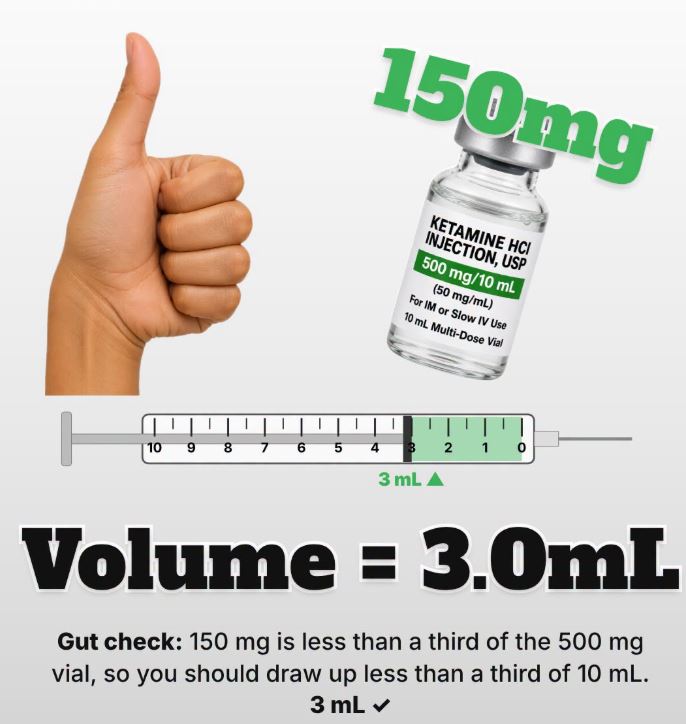 150mg
KETAMINE HCl
INJECTION, USP
500 mg/10 mL
(50 mg/mL)
For IM or Slow IV Use
10 mL Multi-Dose Vial
10 9 8 7 6 5 4 3 2 1 0
3 mL ▲
Volume = 3.0mL
Gut check: 150 mg is less than a third of the 500 mg
vial, so you should draw up less than a third of 10 mL.
3 mL ✓